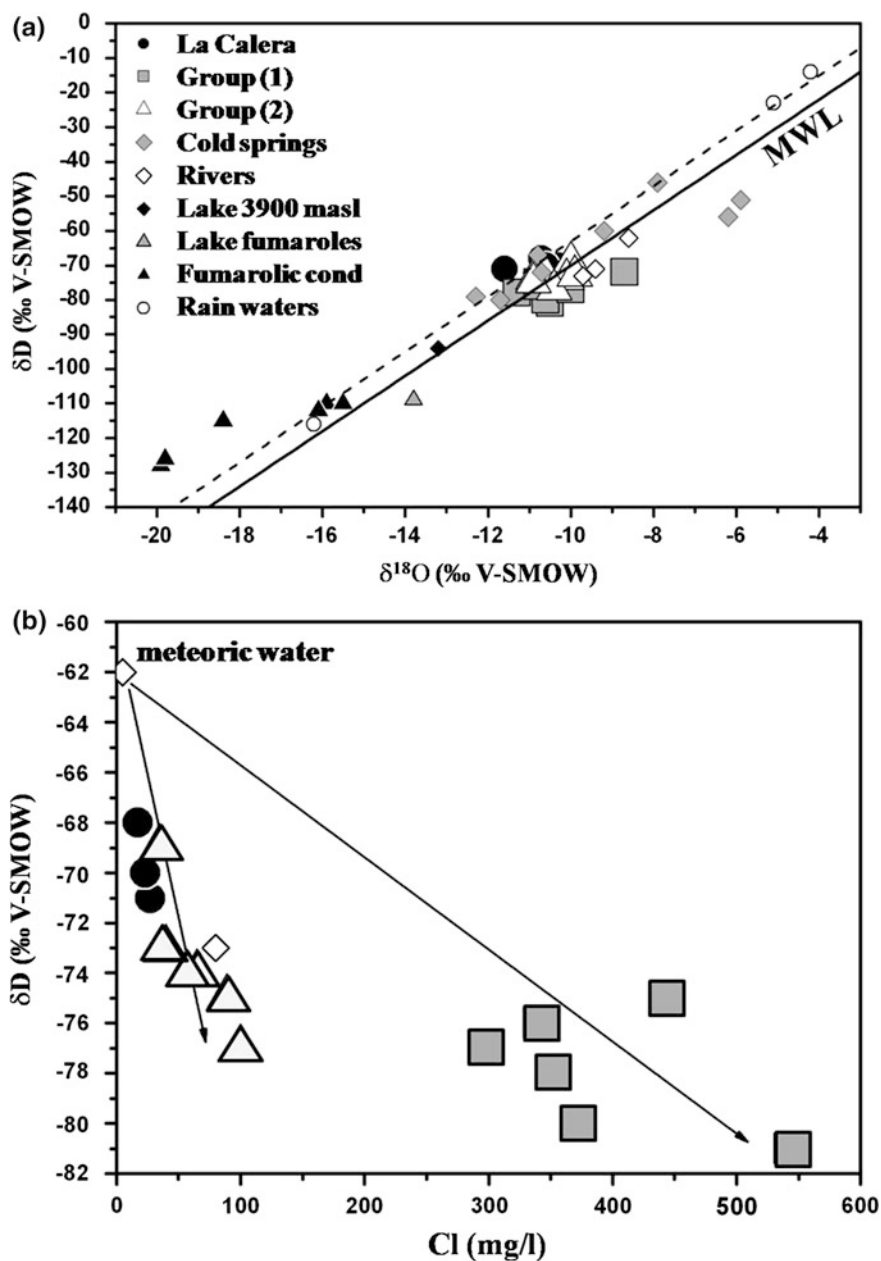 (a)
0
-10
-20
-30
-40
-50
-60
-70
-80
-90
-100
-110
-120
-130
-140
δD (‰ V-SMOW)
La Calera
Group (1)
Group (2)
Cold springs
Rivers
Lake 3900 masl
Lake fumaroles
Fumarolic cond
Rain waters
MWL
-20 -18 -16 -14 -12 -10 -8 -6 -4
δ¹⁸O (‰ V-SMOW)
(b)
-60
-62
-64
-66
-68
-70
-72
-74
-76
-78
-80
-82
δD (‰ V-SMOW)
meteoric water
0 100 200 300 400 500 600
Cl (mg/l)